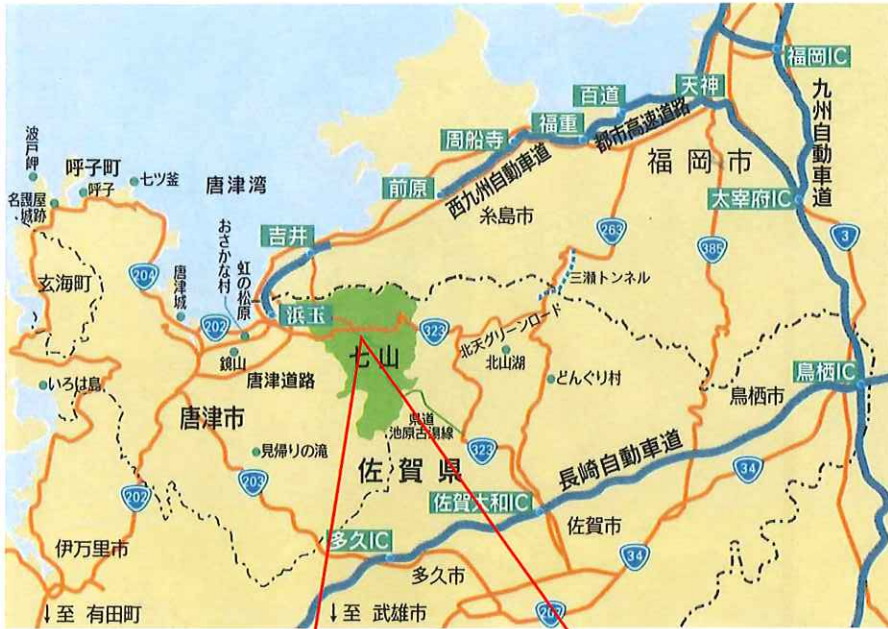 福岡IC
天神
九州自動車道
百道
都市高速道路
福重
周船寺
西九州自動車道
福岡市
前原
糸島市
太宰府IC
波戸岬
呼子町
呼子
七ツ釜
唐津湾
名護屋
城跡
おさかな村
虹の松原
吉井
263
385
3
三瀬トンネル
玄海町
204
唐津城
202
浜玉
七山
323
北天グリーンロード
北山湖
鏡山
唐津道路
どんぐり村
鳥栖IC
鳥栖市
いろは島
唐津市
県道
池原古湯線
見帰りの滝
佐賀県
323
長崎自動車道
34
202
203
佐賀大和IC
佐賀市
伊万里市
多久IC
多久市
34
↓至 有田町
↓至 武雄市